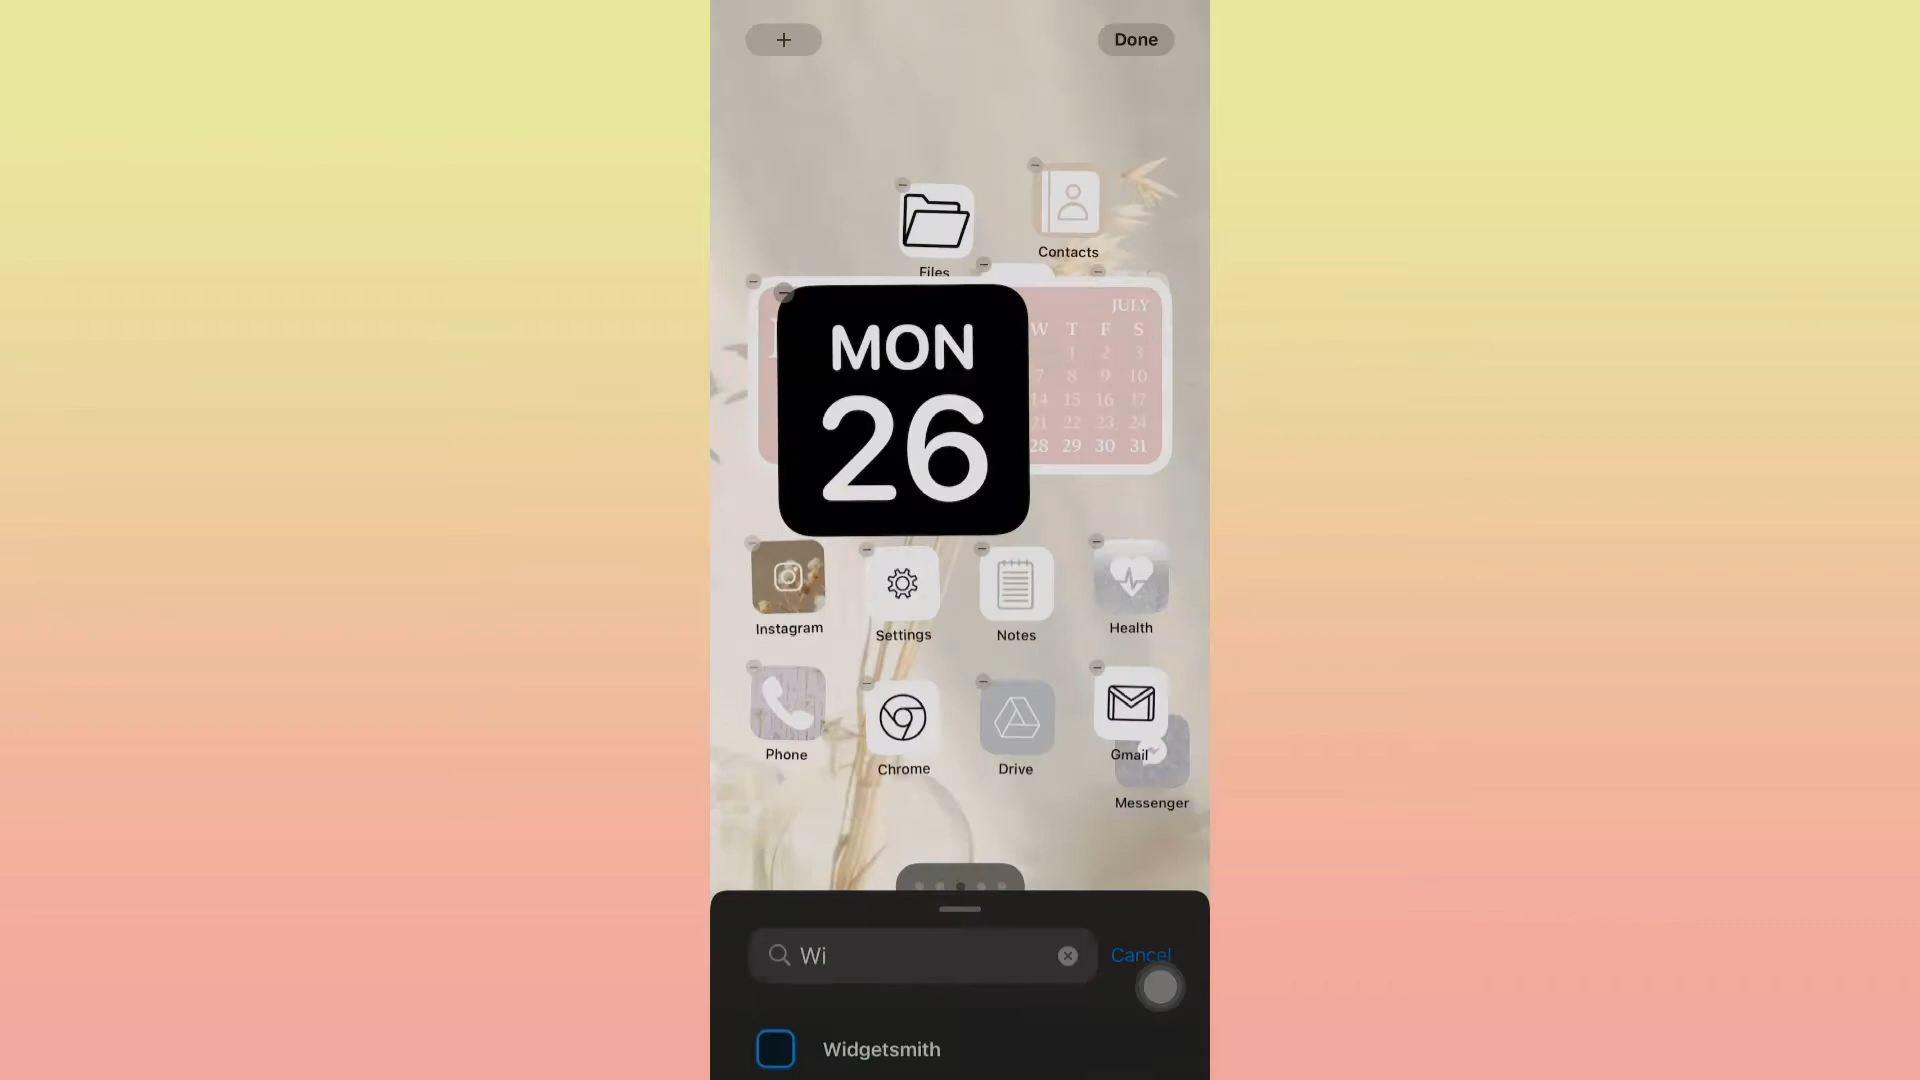 +
Done
Files
Contacts
MON
26
JULY
W T F S
1 2 3
7 8 9 10
14 15 16 17
21 22 23 24
28 29 30 31
Instagram
Settings
Notes
Health
Phone
Chrome
Drive
Gmail
Messenger
Wi
Cancel
Widgetsmith